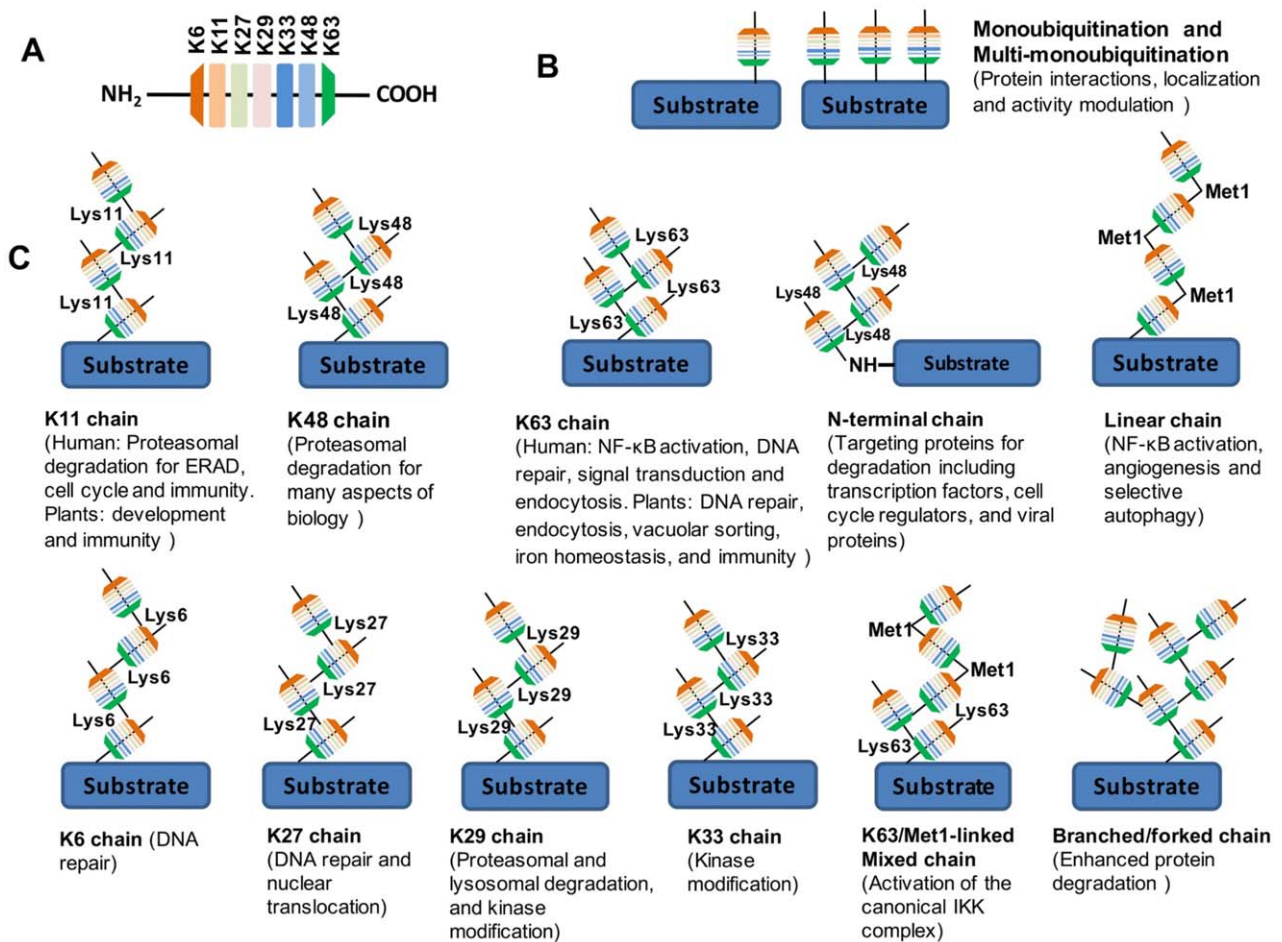 A
K6
K11
K27
K29
K33
K48
K63
NH2
COOH
B
Substrate
Substrate
Monoubiquitination and
Multi-monoubiquitination
(Protein interactions, localization
and activity modulation )
C
Lys11
Lys11
Lys11
Substrate
K11 chain
(Human: Proteasomal
degradation for ERAD,
cell cycle and immunity.
Plants: development
and immunity )
Lys48
Lys48
Lys48
Substrate
K48 chain
(Proteasomal
degradation for
many aspects of
biology )
Lys63
Lys63
Lys63
Substrate
K63 chain
(Human: NF-κB activation, DNA
repair, signal transduction and
endocytosis. Plants: DNA repair,
endocytosis, vacuolar sorting,
iron homeostasis, and immunity )
Lys48
Lys48
Lys48
NH
Substrate
N-terminal chain
(Targeting proteins for
degradation including
transcription factors, cell
cycle regulators, and viral
proteins)
Met1
Met1
Met1
Substrate
Linear chain
(NF-κB activation,
angiogenesis and
selective
autophagy)
Lys6
Lys6
Lys6
Substrate
K6 chain (DNA
repair)
Lys27
Lys27
Lys27
Substrate
K27 chain
(DNA repair and
nuclear
translocation)
Lys29
Lys29
Lys29
Substrate
K29 chain
(Proteasomal and
lysosomal degradation,
and kinase
modification)
Lys33
Lys33
Lys33
Substrate
K33 chain
(Kinase
modification)
Met1
Met1
Lys63
Lys63
Substrate
K63/Met1-linked
Mixed chain
(Activation of the
canonical IKK
complex)
Substrate
Branched/forked chain
(Enhanced protein
degradation )